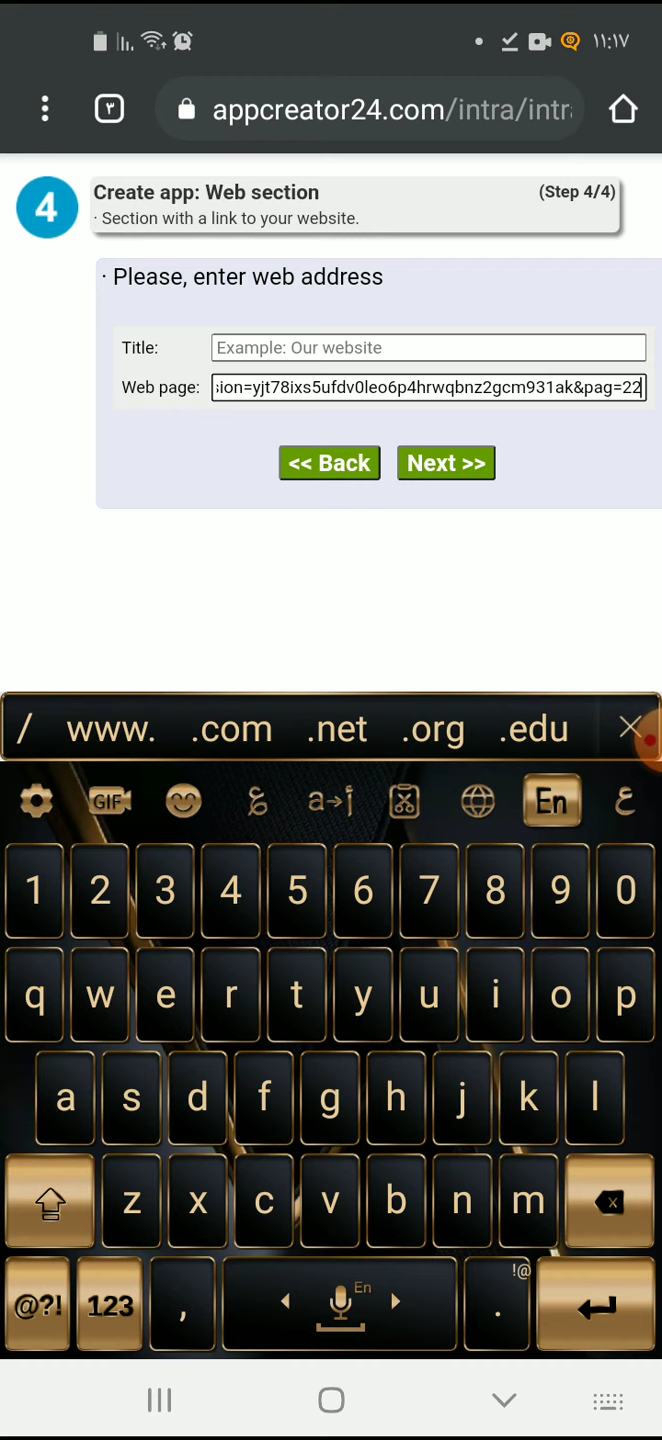 ١١:١٧
٣
appcreator24.com/intra/intr
4
Create app: Web section
(Step 4/4)
· Section with a link to your website.
· Please, enter web address
Title: Example: Our website
Web page: sion=yjt78ixs5ufdv0leo6p4hrwqbnz2gcm931ak&pag=22
<< Back Next >>
/ www. .com .net .org .edu
GIF a→أ En ع
1 2 3 4 5 6 7 8 9 0
q w e r t y u i o p
a s d f g h j k l
z x c v b n m
@?! 123 , En . !@